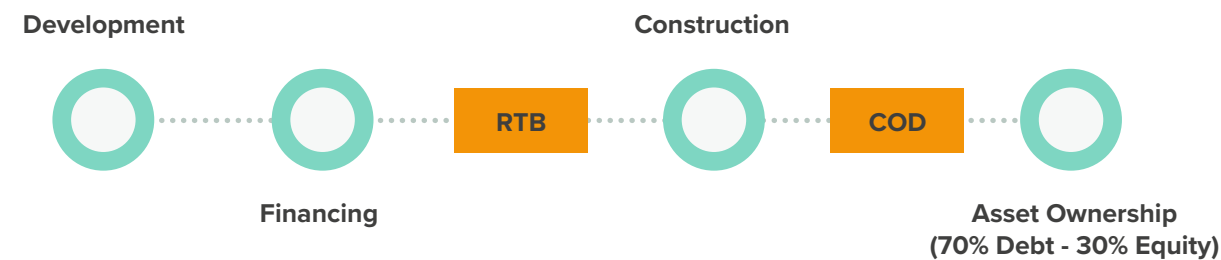 Development
Construction
RTB
COD
Financing
Asset Ownership
(70% Debt - 30% Equity)